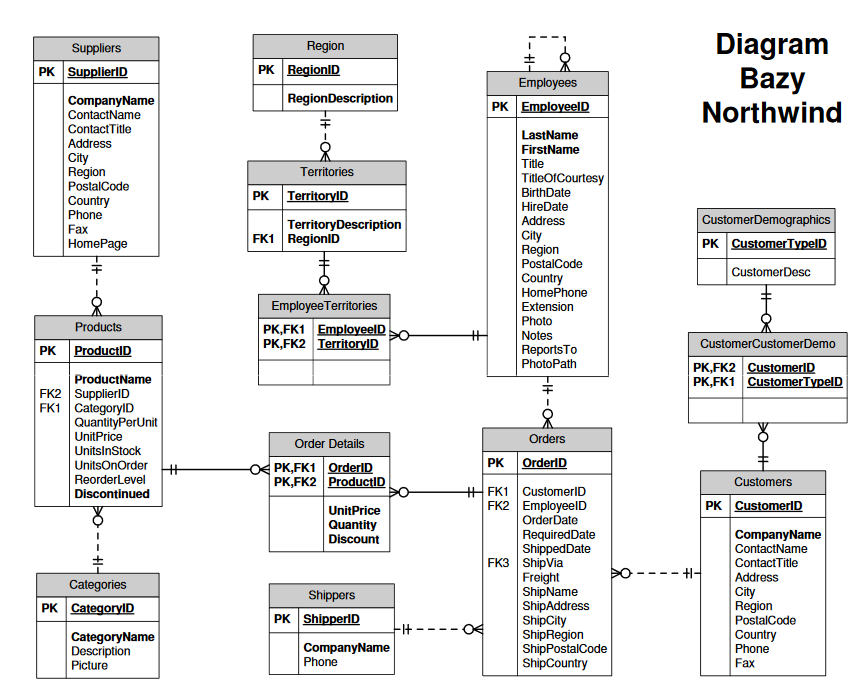 Diagram
Bazy
Northwind
Suppliers
PK SupplierID
CompanyName
ContactName
ContactTitle
Address
City
Region
PostalCode
Country
Phone
Fax
HomePage
Region
PK RegionID
RegionDescription
Employees
PK EmployeeID
LastName
FirstName
Title
TitleOfCourtesy
BirthDate
HireDate
Address
City
Region
PostalCode
Country
HomePhone
Extension
Photo
Notes
ReportsTo
PhotoPath
Territories
PK TerritoryID
TerritoryDescription
FK1 RegionID
CustomerDemographics
PK CustomerTypeID
CustomerDesc
EmployeeTerritories
PK,FK1 EmployeeID
PK,FK2 TerritoryID
Products
PK ProductID
ProductName
FK2 SupplierID
FK1 CategoryID
QuantityPerUnit
UnitPrice
UnitsInStock
UnitsOnOrder
ReorderLevel
Discontinued
CustomerCustomerDemo
PK,FK2 CustomerID
PK,FK1 CustomerTypeID
Order Details
PK,FK1 OrderID
PK,FK2 ProductID
UnitPrice
Quantity
Discount
Orders
PK OrderID
FK1 CustomerID
FK2 EmployeeID
OrderDate
RequiredDate
ShippedDate
FK3 ShipVia
Freight
ShipName
ShipAddress
ShipCity
ShipRegion
ShipPostalCode
ShipCountry
Customers
PK CustomerID
CompanyName
ContactName
ContactTitle
Address
City
Region
PostalCode
Country
Phone
Fax
Categories
PK CategoryID
CategoryName
Description
Picture
Shippers
PK ShipperID
CompanyName
Phone